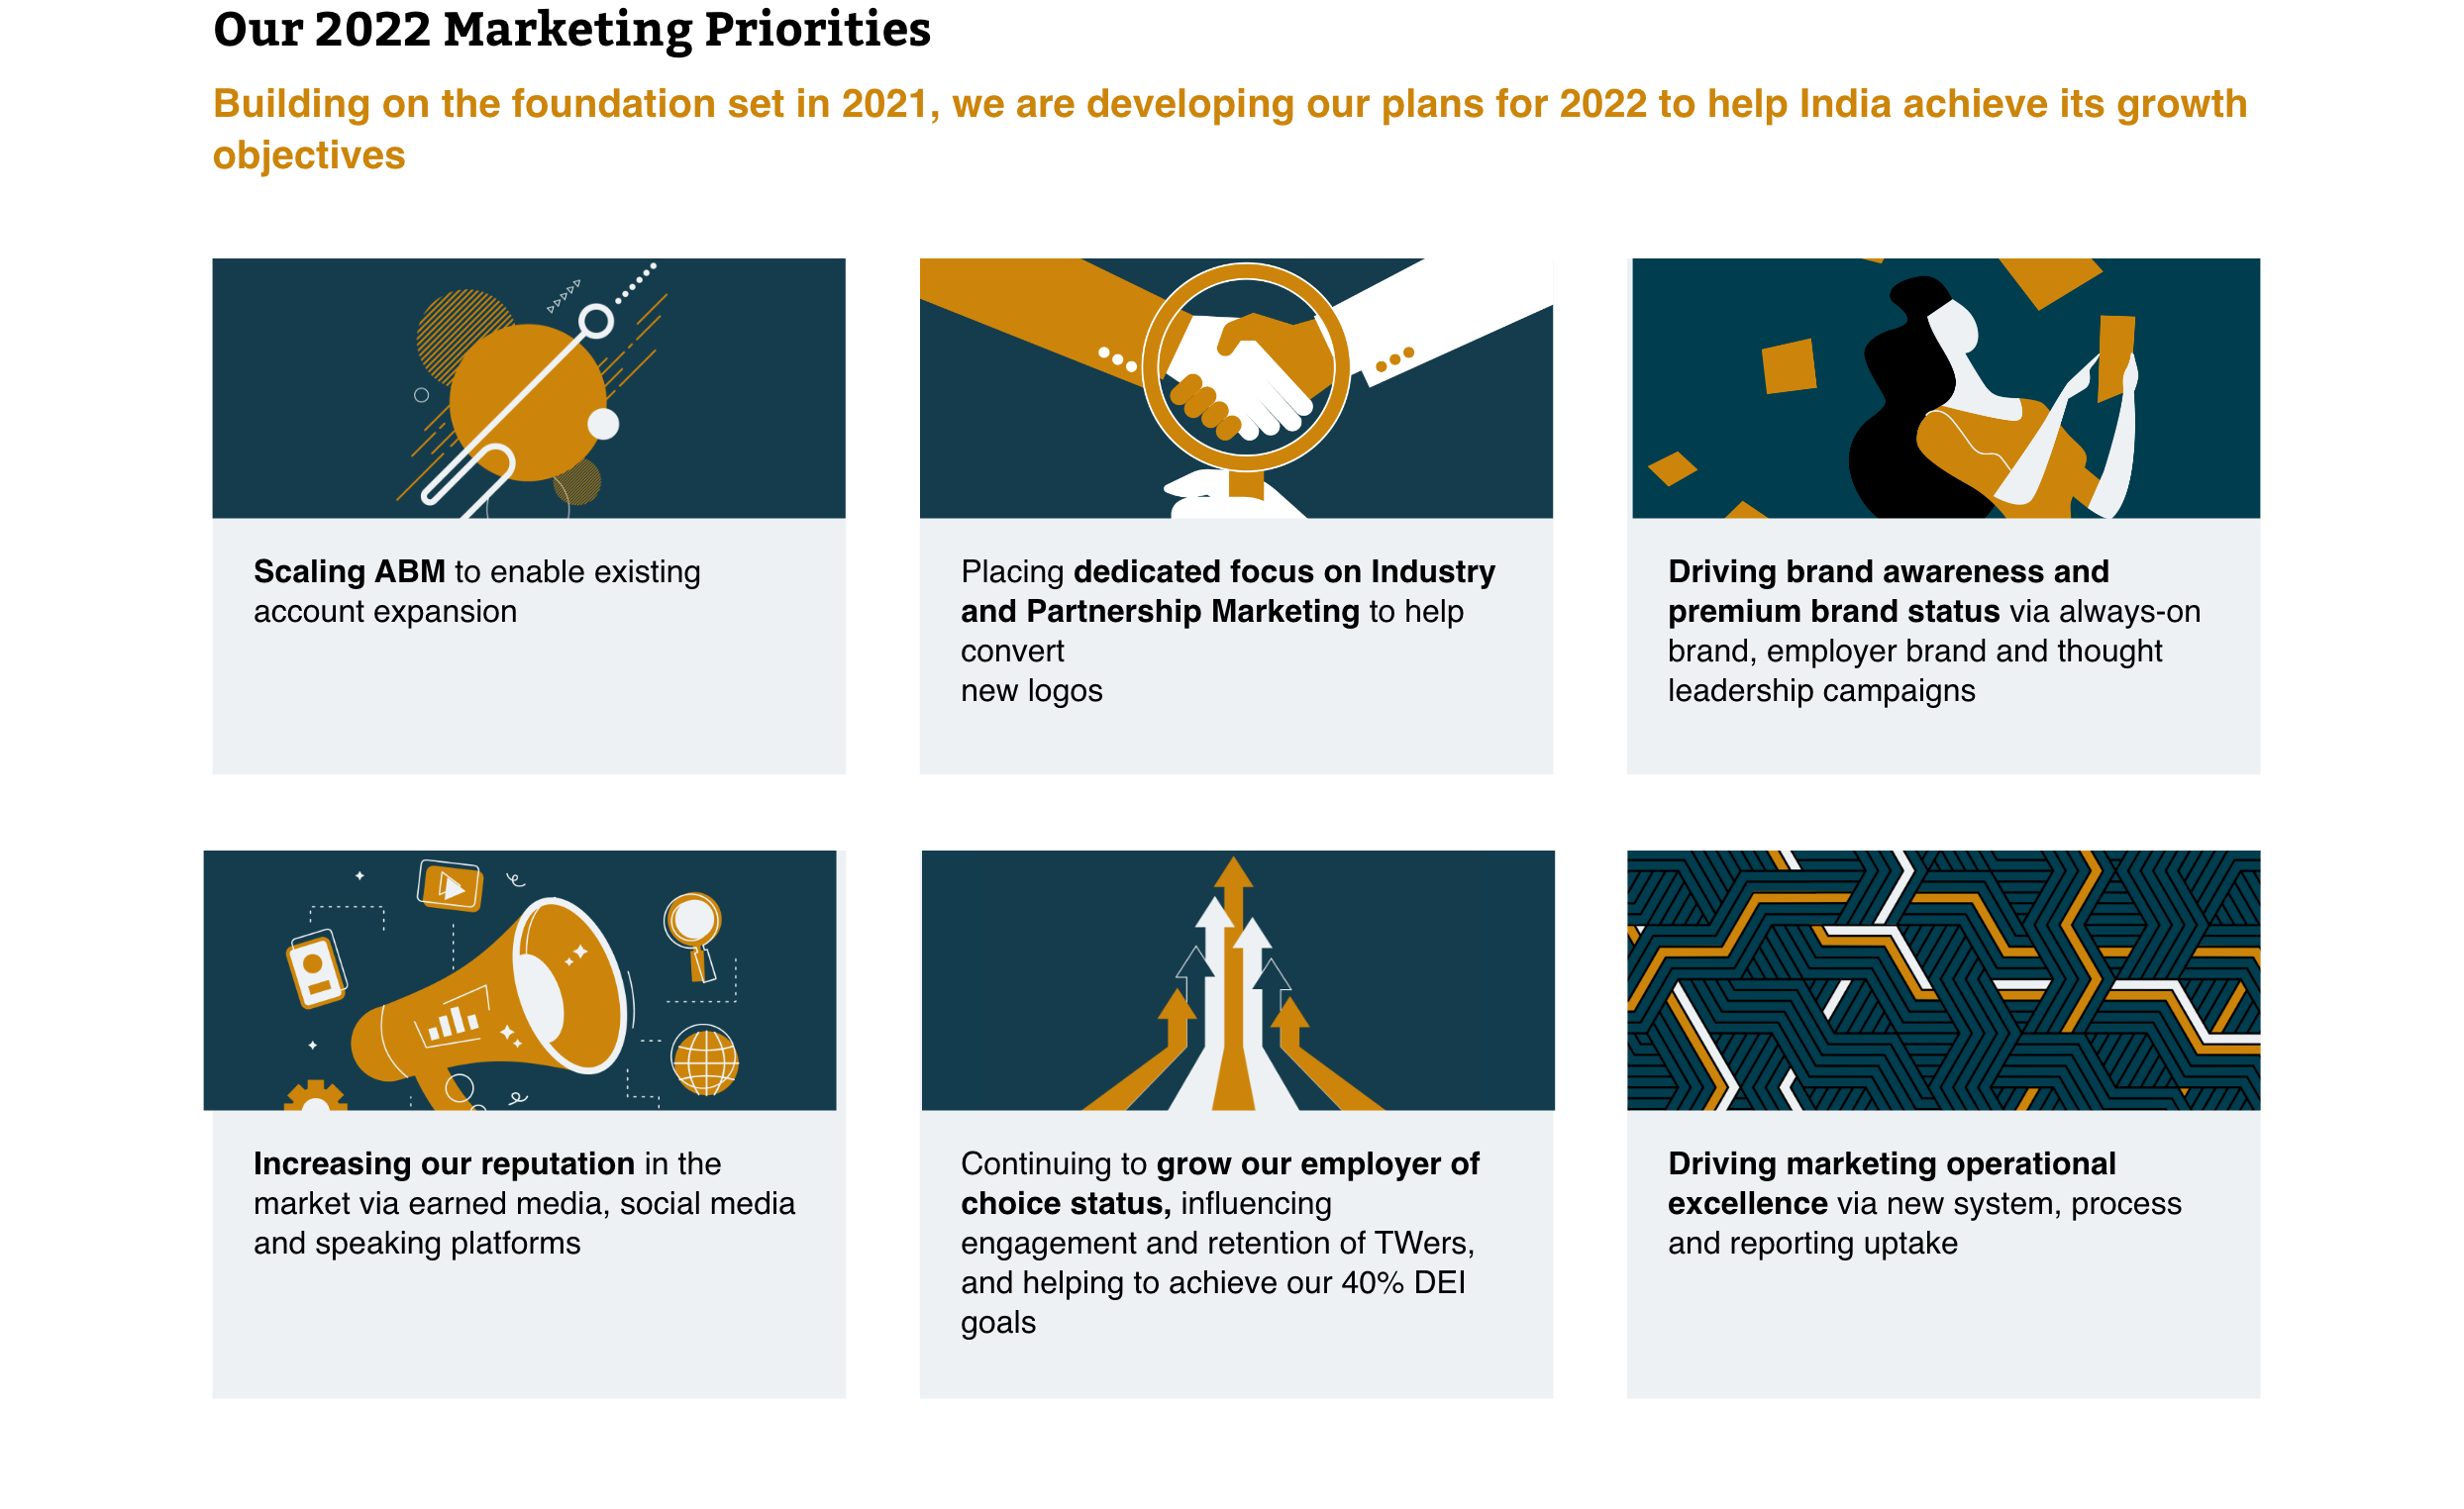 Our 2022 Marketing Priorities
Building on the foundation set in 2021, we are developing our plans for 2022 to help India achieve its growth
objectives
Scaling ABM to enable existing
account expansion
Placing dedicated focus on Industry
and Partnership Marketing to help
convert
new logos
Driving brand awareness and
premium brand status via always-on
brand, employer brand and thought
leadership campaigns
Increasing our reputation in the
market via earned media, social media
and speaking platforms
Continuing to grow our employer of
choice status, influencing
engagement and retention of TWers,
and helping to achieve our 40% DEI
goals
Driving marketing operational
excellence via new system, process
and reporting uptake